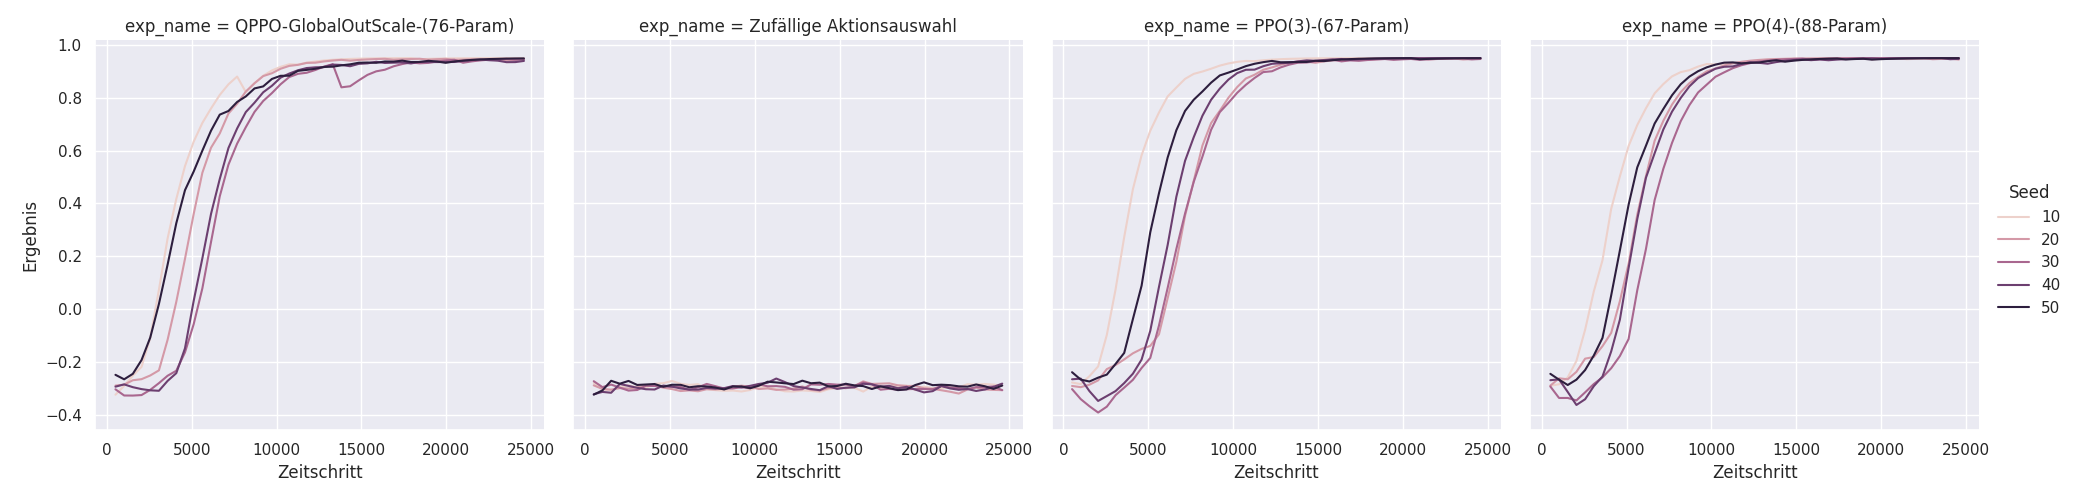 exp_name = QPPO-GlobalOutScale-(76-Param)
exp_name = Zufällige Aktionsauswahl
exp_name = PPO(3)-(67-Param)
exp_name = PPO(4)-(88-Param)
1.0
0.8
0.6
0.4
0.2
0.0
−0.2
−0.4
Ergebnis
0 5000 10000 15000 20000 25000
0 5000 10000 15000 20000 25000
0 5000 10000 15000 20000 25000
0 5000 10000 15000 20000 25000
Zeitschritt
Zeitschritt
Zeitschritt
Zeitschritt
Seed
10
20
30
40
50